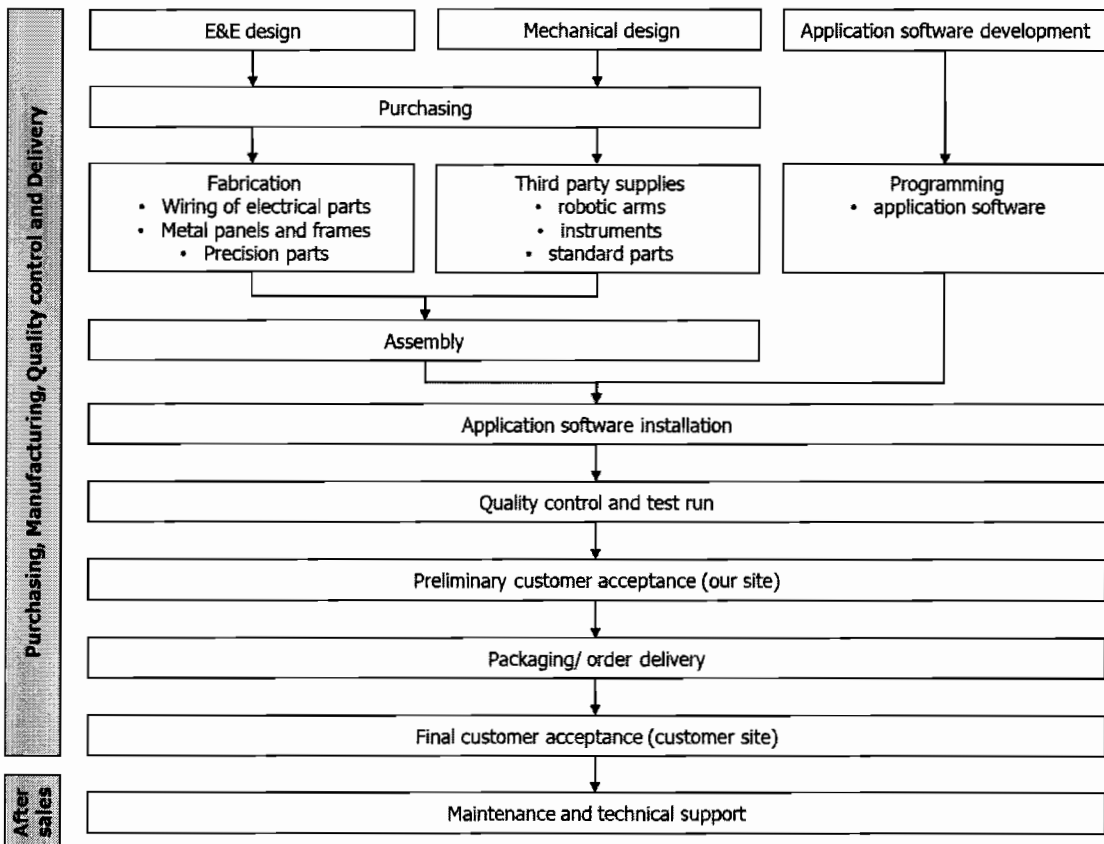 Purchasing, Manufacturing, Quality control and Delivery
E&E design
Mechanical design
Application software development
Purchasing
Fabrication
• Wiring of electrical parts
• Metal panels and frames
• Precision parts
Third party supplies
• robotic arms
• instruments
• standard parts
Programming
• application software
Assembly
Application software installation
Quality control and test run
Preliminary customer acceptance (our site)
Packaging/ order delivery
Final customer acceptance (customer site)
After
sales
Maintenance and technical support